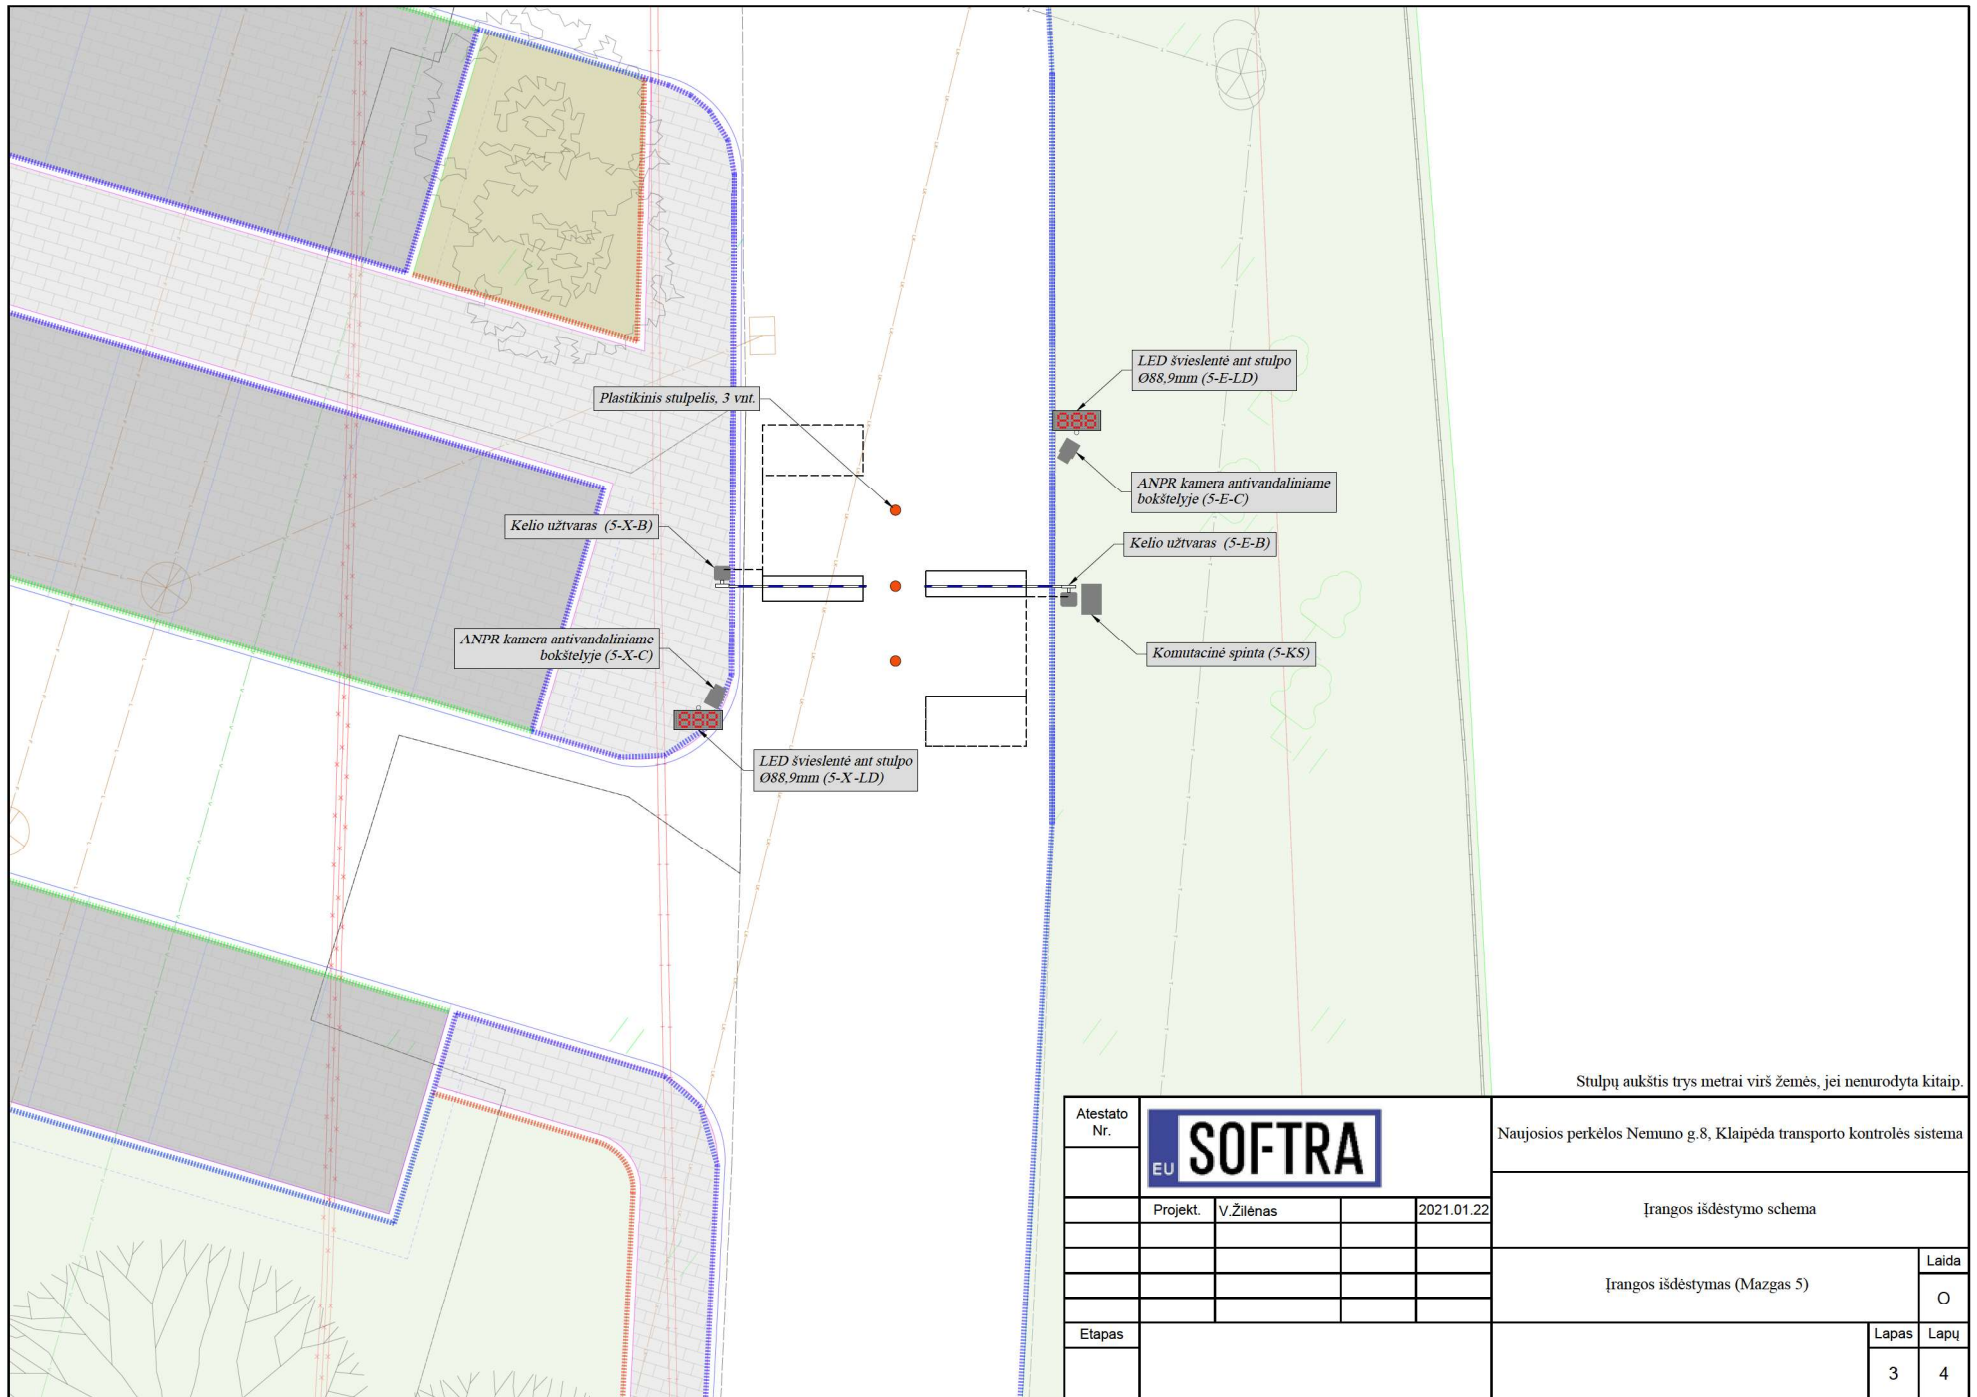 LED švieslentė ant stulpo
Ø88,9mm (5-E-LD)
Plastikinis stulpelis, 3 vnt.
888
ANPR kamera antivandaliniame
bokštelyje (5-E-C)
Kelio užtvaras (5-X-B)
Kelio užtvaras (5-E-B)
ANPR kamera antivandaliniame
bokštelyje (5-X-C)
Komutacinė spinta (5-KS)
888
LED švieslentė ant stulpo
Ø88,9mm (5-X-LD)
Stulpų aukštis trys metrai virš žemės, jei nenurodyta kitaip.
Atestato
Nr.
EU SOFTRA
Naujosios perkėlos Nemuno g.8, Klaipėda transporto kontrolės sistema
Projekt. V.Žilėnas 2021.01.22
Įrangos išdėstymo schema
Įrangos išdėstymas (Mazgas 5)
Laida
O
Etapas
Lapas Lapų
3 4